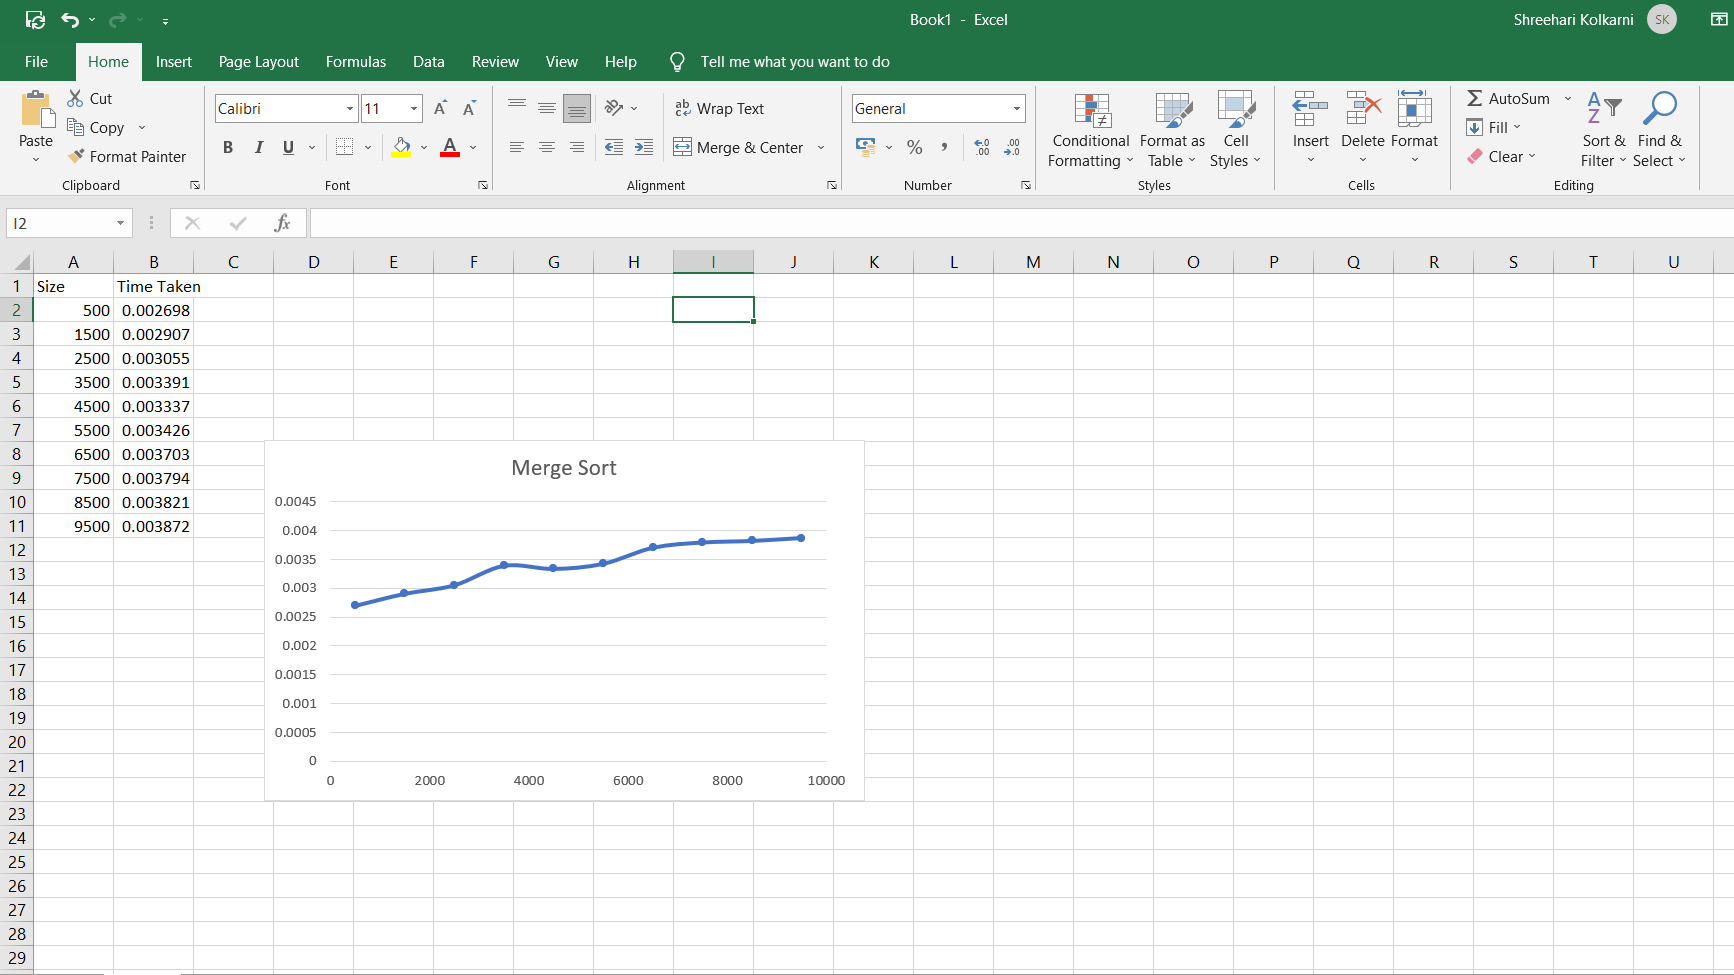 Book1 - Excel
Shreehari Kolkarni SK
File Home Insert Page Layout Formulas Data Review View Help Tell me what you want to do
Paste
Cut
Copy
Format Painter
Clipboard
Calibri 11
B I U A
Font
ab Wrap Text
Merge & Center
Alignment
General
% , .00 .00
Number
Conditional Formatting
Format as Table
Cell Styles
Styles
Insert Delete Format
Cells
AutoSum
Fill
Clear
Sort & Filter
Find & Select
Editing
I2 fx
A B C D E F G H I J K L M N O P Q R S T U
1 Size Time Taken
2 500 0.002698
3 1500 0.002907
4 2500 0.003055
5 3500 0.003391
6 4500 0.003337
7 5500 0.003426
8 6500 0.003703
9 7500 0.003794
10 8500 0.003821
11 9500 0.003872
12
13
14
15
16
17
18
19
20
21
22
23
24
25
26
27
28
29
Merge Sort
0.0045
0.004
0.0035
0.003
0.0025
0.002
0.0015
0.001
0.0005
0
0 2000 4000 6000 8000 10000